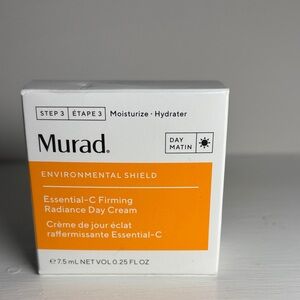 STEP 3 ÉTAPE 3 Moisturize · Hydrater
Murad.
DAY
MATIN
ENVIRONMENTAL SHIELD
Essential-C Firming
Radiance Day Cream
Crème de jour éclat
raffermissante Essential-C
℮ 7.5 mL NET VOL 0.25 FL OZ